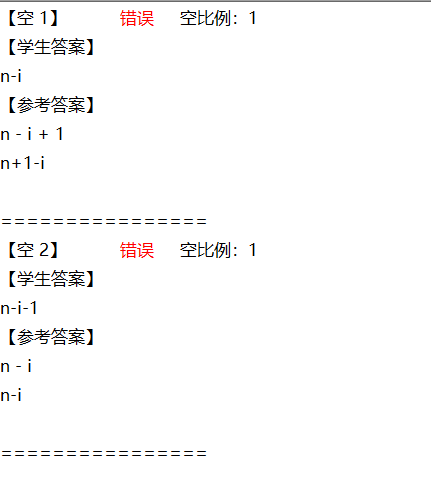 【空 1】 错误 空比例：1
【学生答案】
n-i
【参考答案】
n - i + 1
n+1-i
================
【空 2】 错误 空比例：1
【学生答案】
n-i-1
【参考答案】
n - i
n-i
================